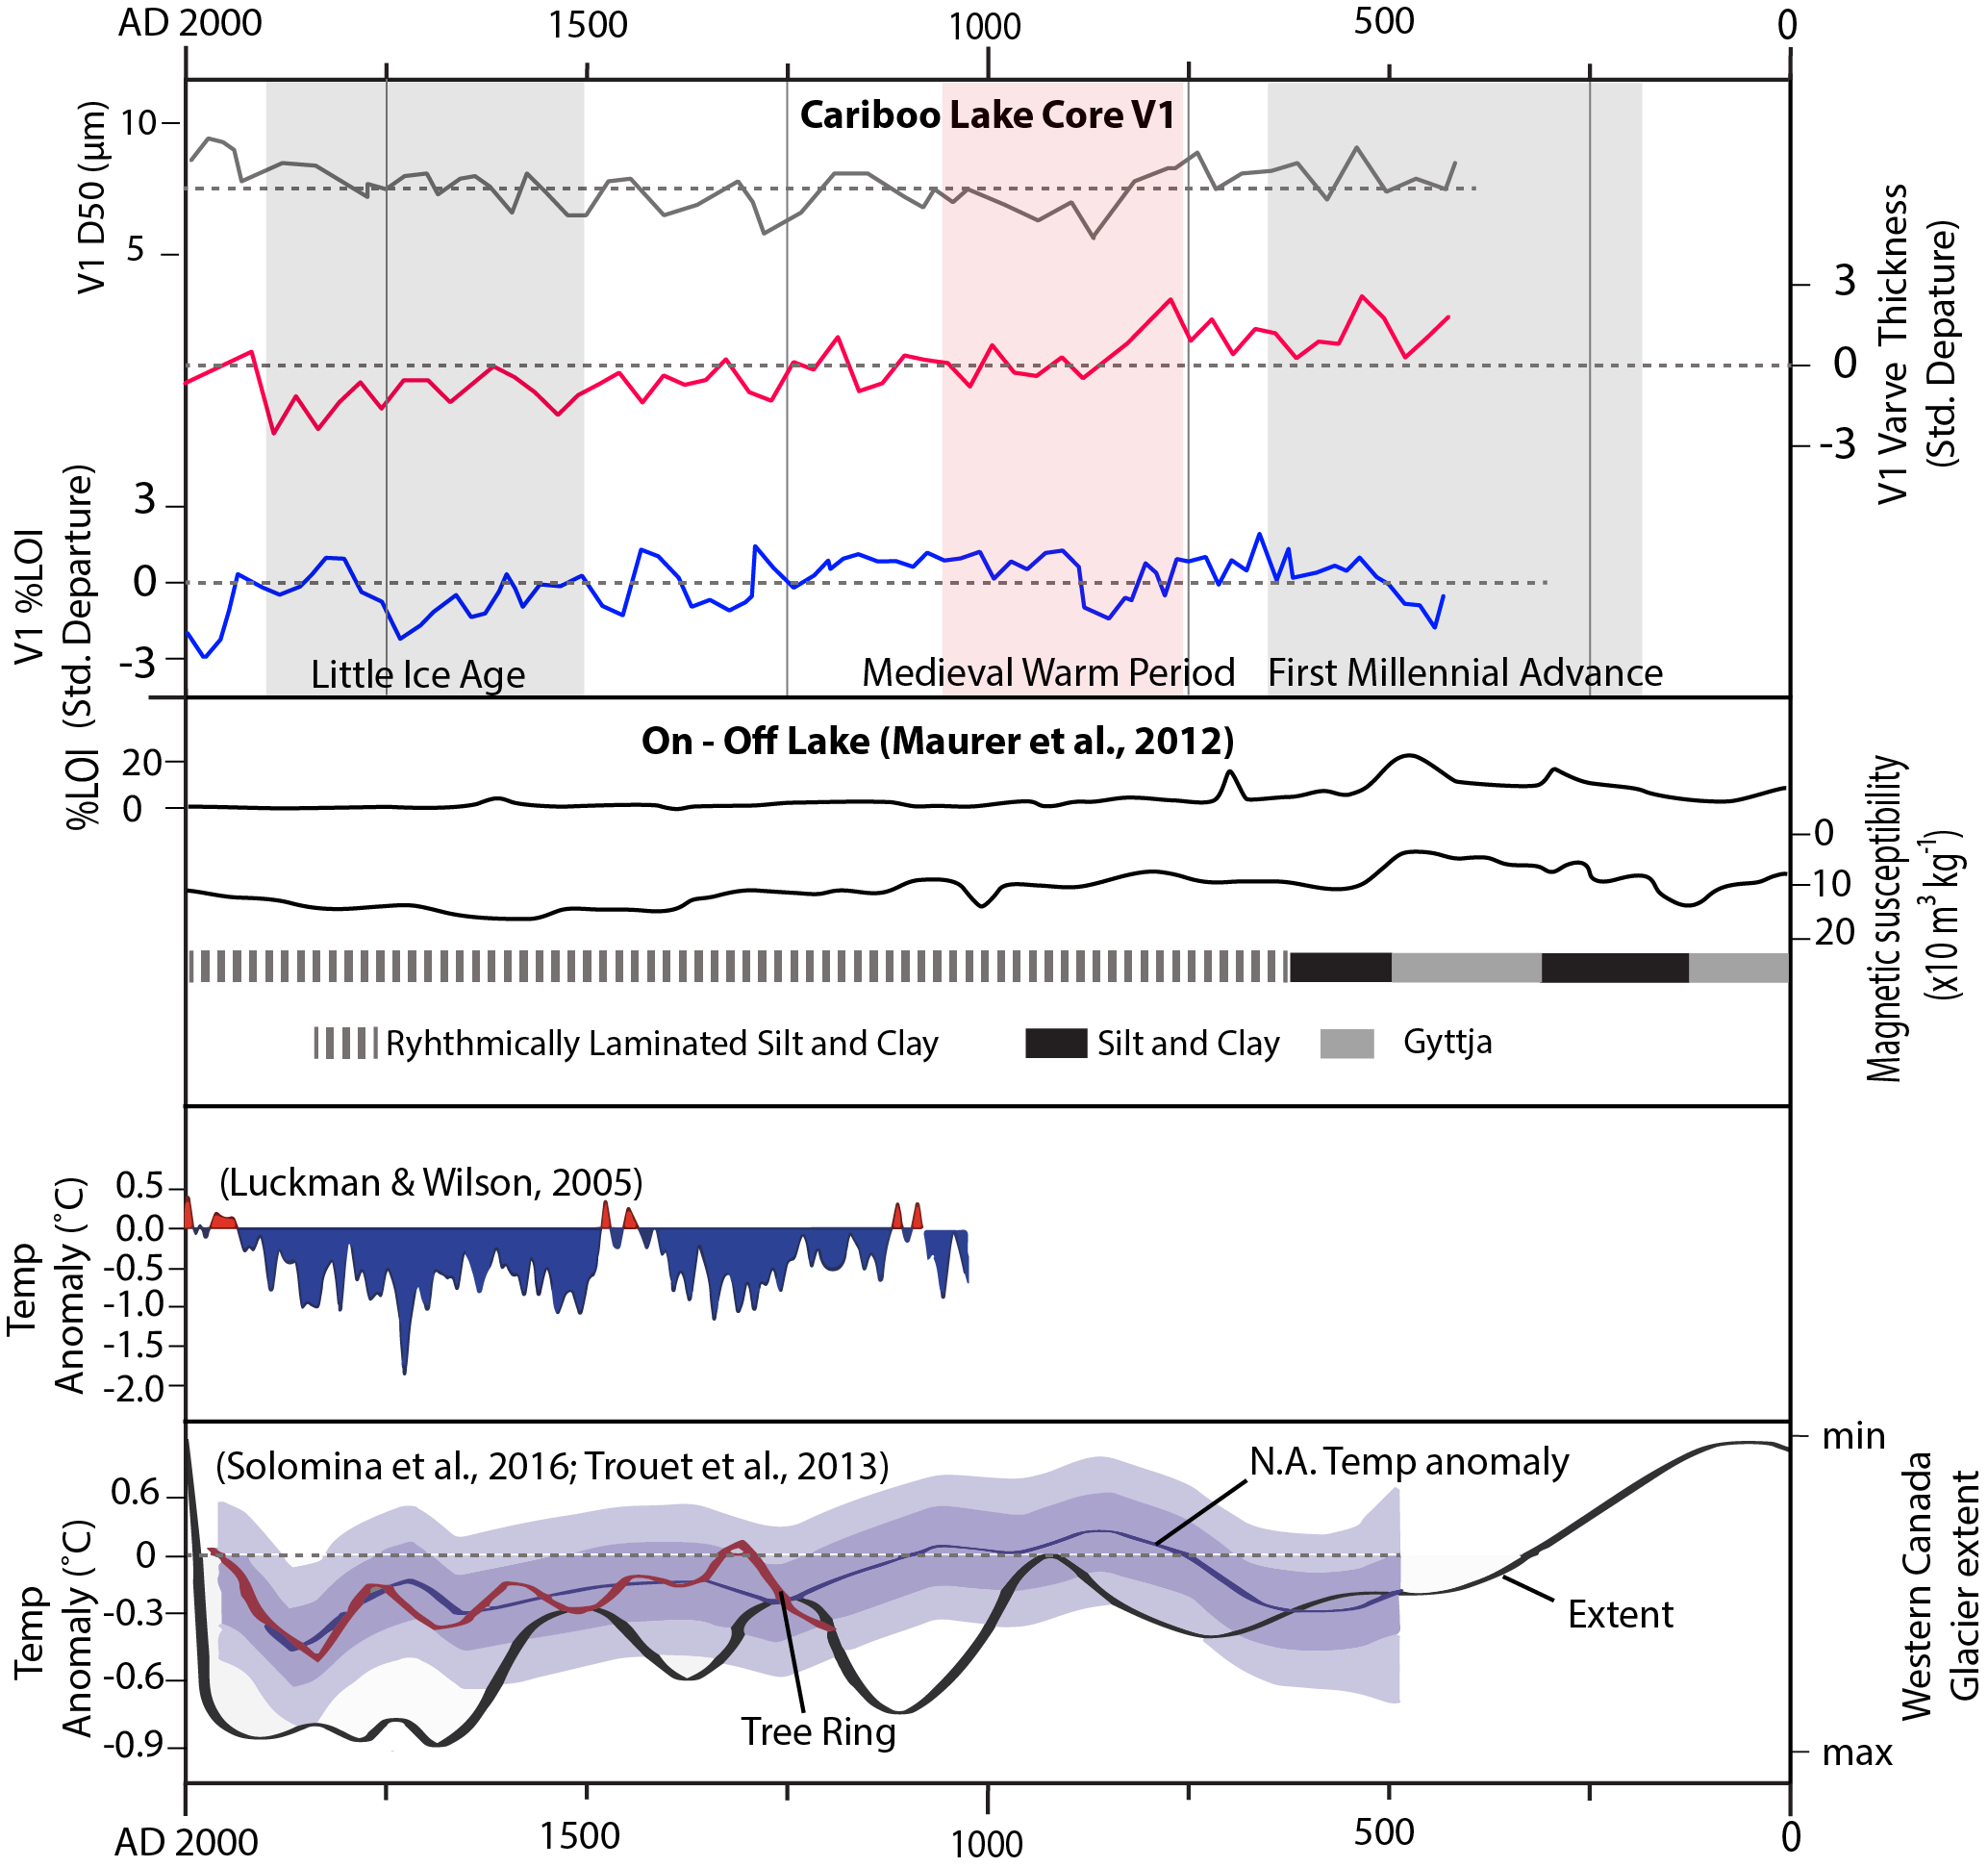 AD 2000 1500 1000 500 0
V1 D50 (µm)
10
5
Cariboo Lake Core V1
V1 Varve Thickness
(Std. Depature)
3
0
-3
V1 %LOI
(Std. Departure)
3
0
-3
Little Ice Age
Medieval Warm Period
First Millennial Advance
On - Off Lake (Maurer et al., 2012)
%LOI
20
0
Magnetic susceptibility
(x10 m³ kg⁻¹)
0
10
20
Ryhthmically Laminated Silt and Clay
Silt and Clay
Gyttja
(Luckman & Wilson, 2005)
Temp
Anomaly (°C)
0.5
0.0
-0.5
-1.0
-1.5
-2.0
(Solomina et al., 2016; Trouet et al., 2013)
N.A. Temp anomaly
Temp
Anomaly (°C)
0.6
0
-0.3
-0.6
-0.9
Extent
Tree Ring
min
max
Western Canada
Glacier extent
AD 2000 1500 1000 500 0